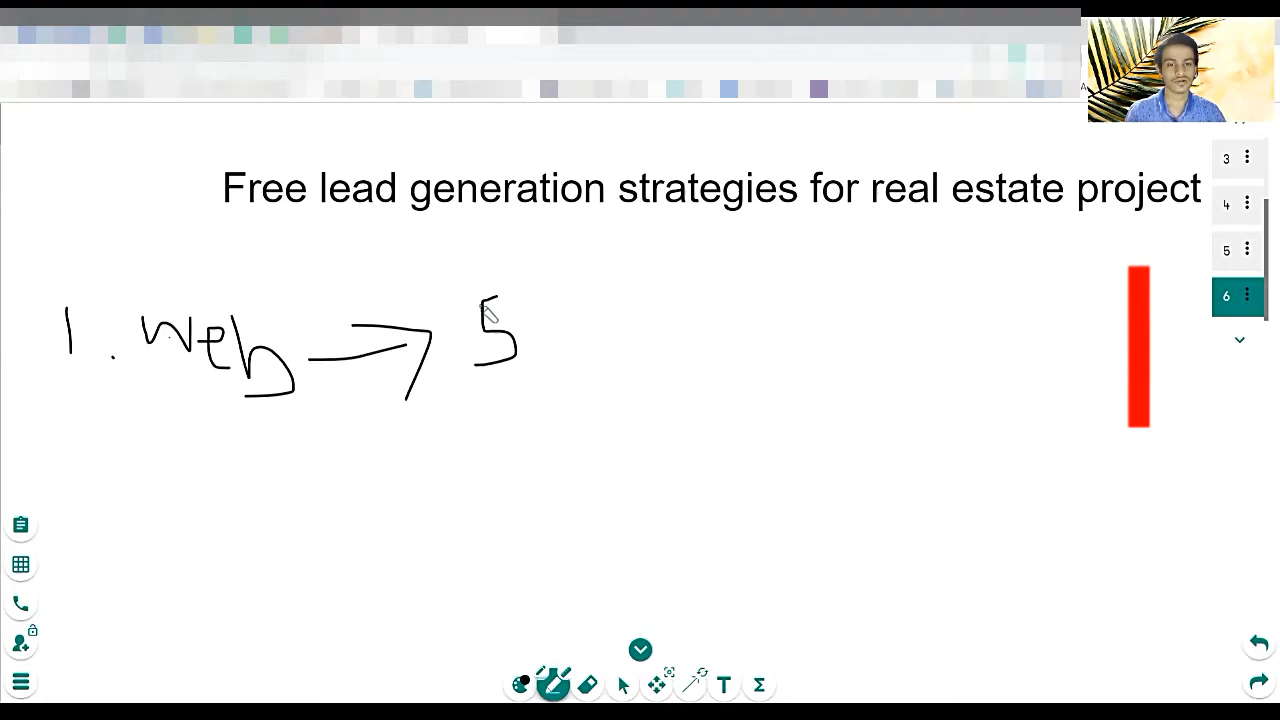 Free lead generation strategies for real estate project
1. Web → 5
3
4
5
6
T
Σ